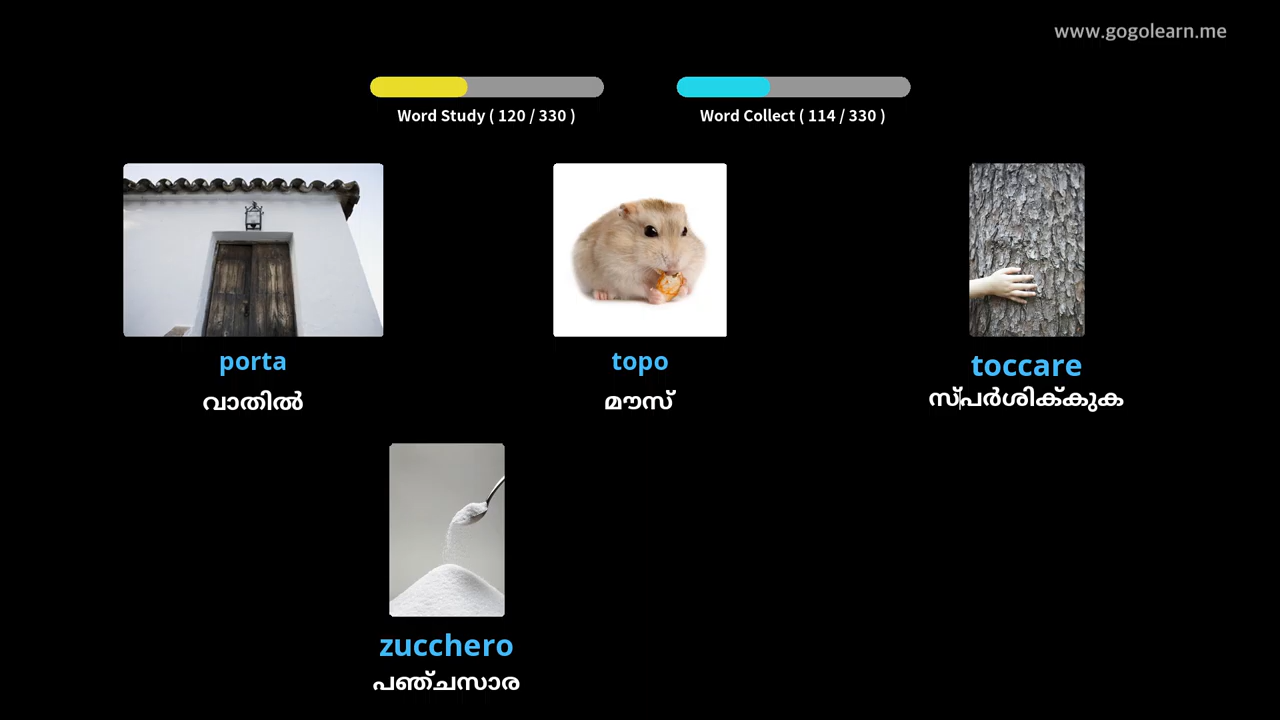 www.gogolearn.me
Word Study ( 120 / 330 )
Word Collect ( 114 / 330 )
porta
വാതിൽ
topo
മൗസ്
toccare
സ്പർശിക്കുക
zucchero
പഞ്ചസാര